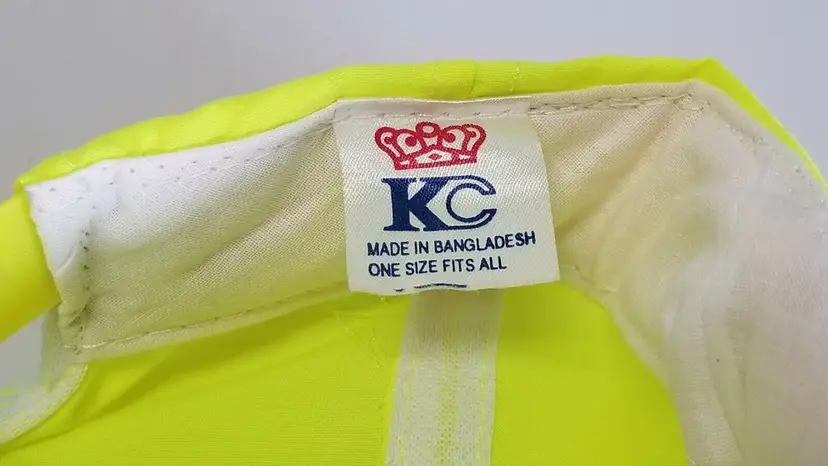 KC
MADE IN BANGLADESH
ONE SIZE FITS ALL